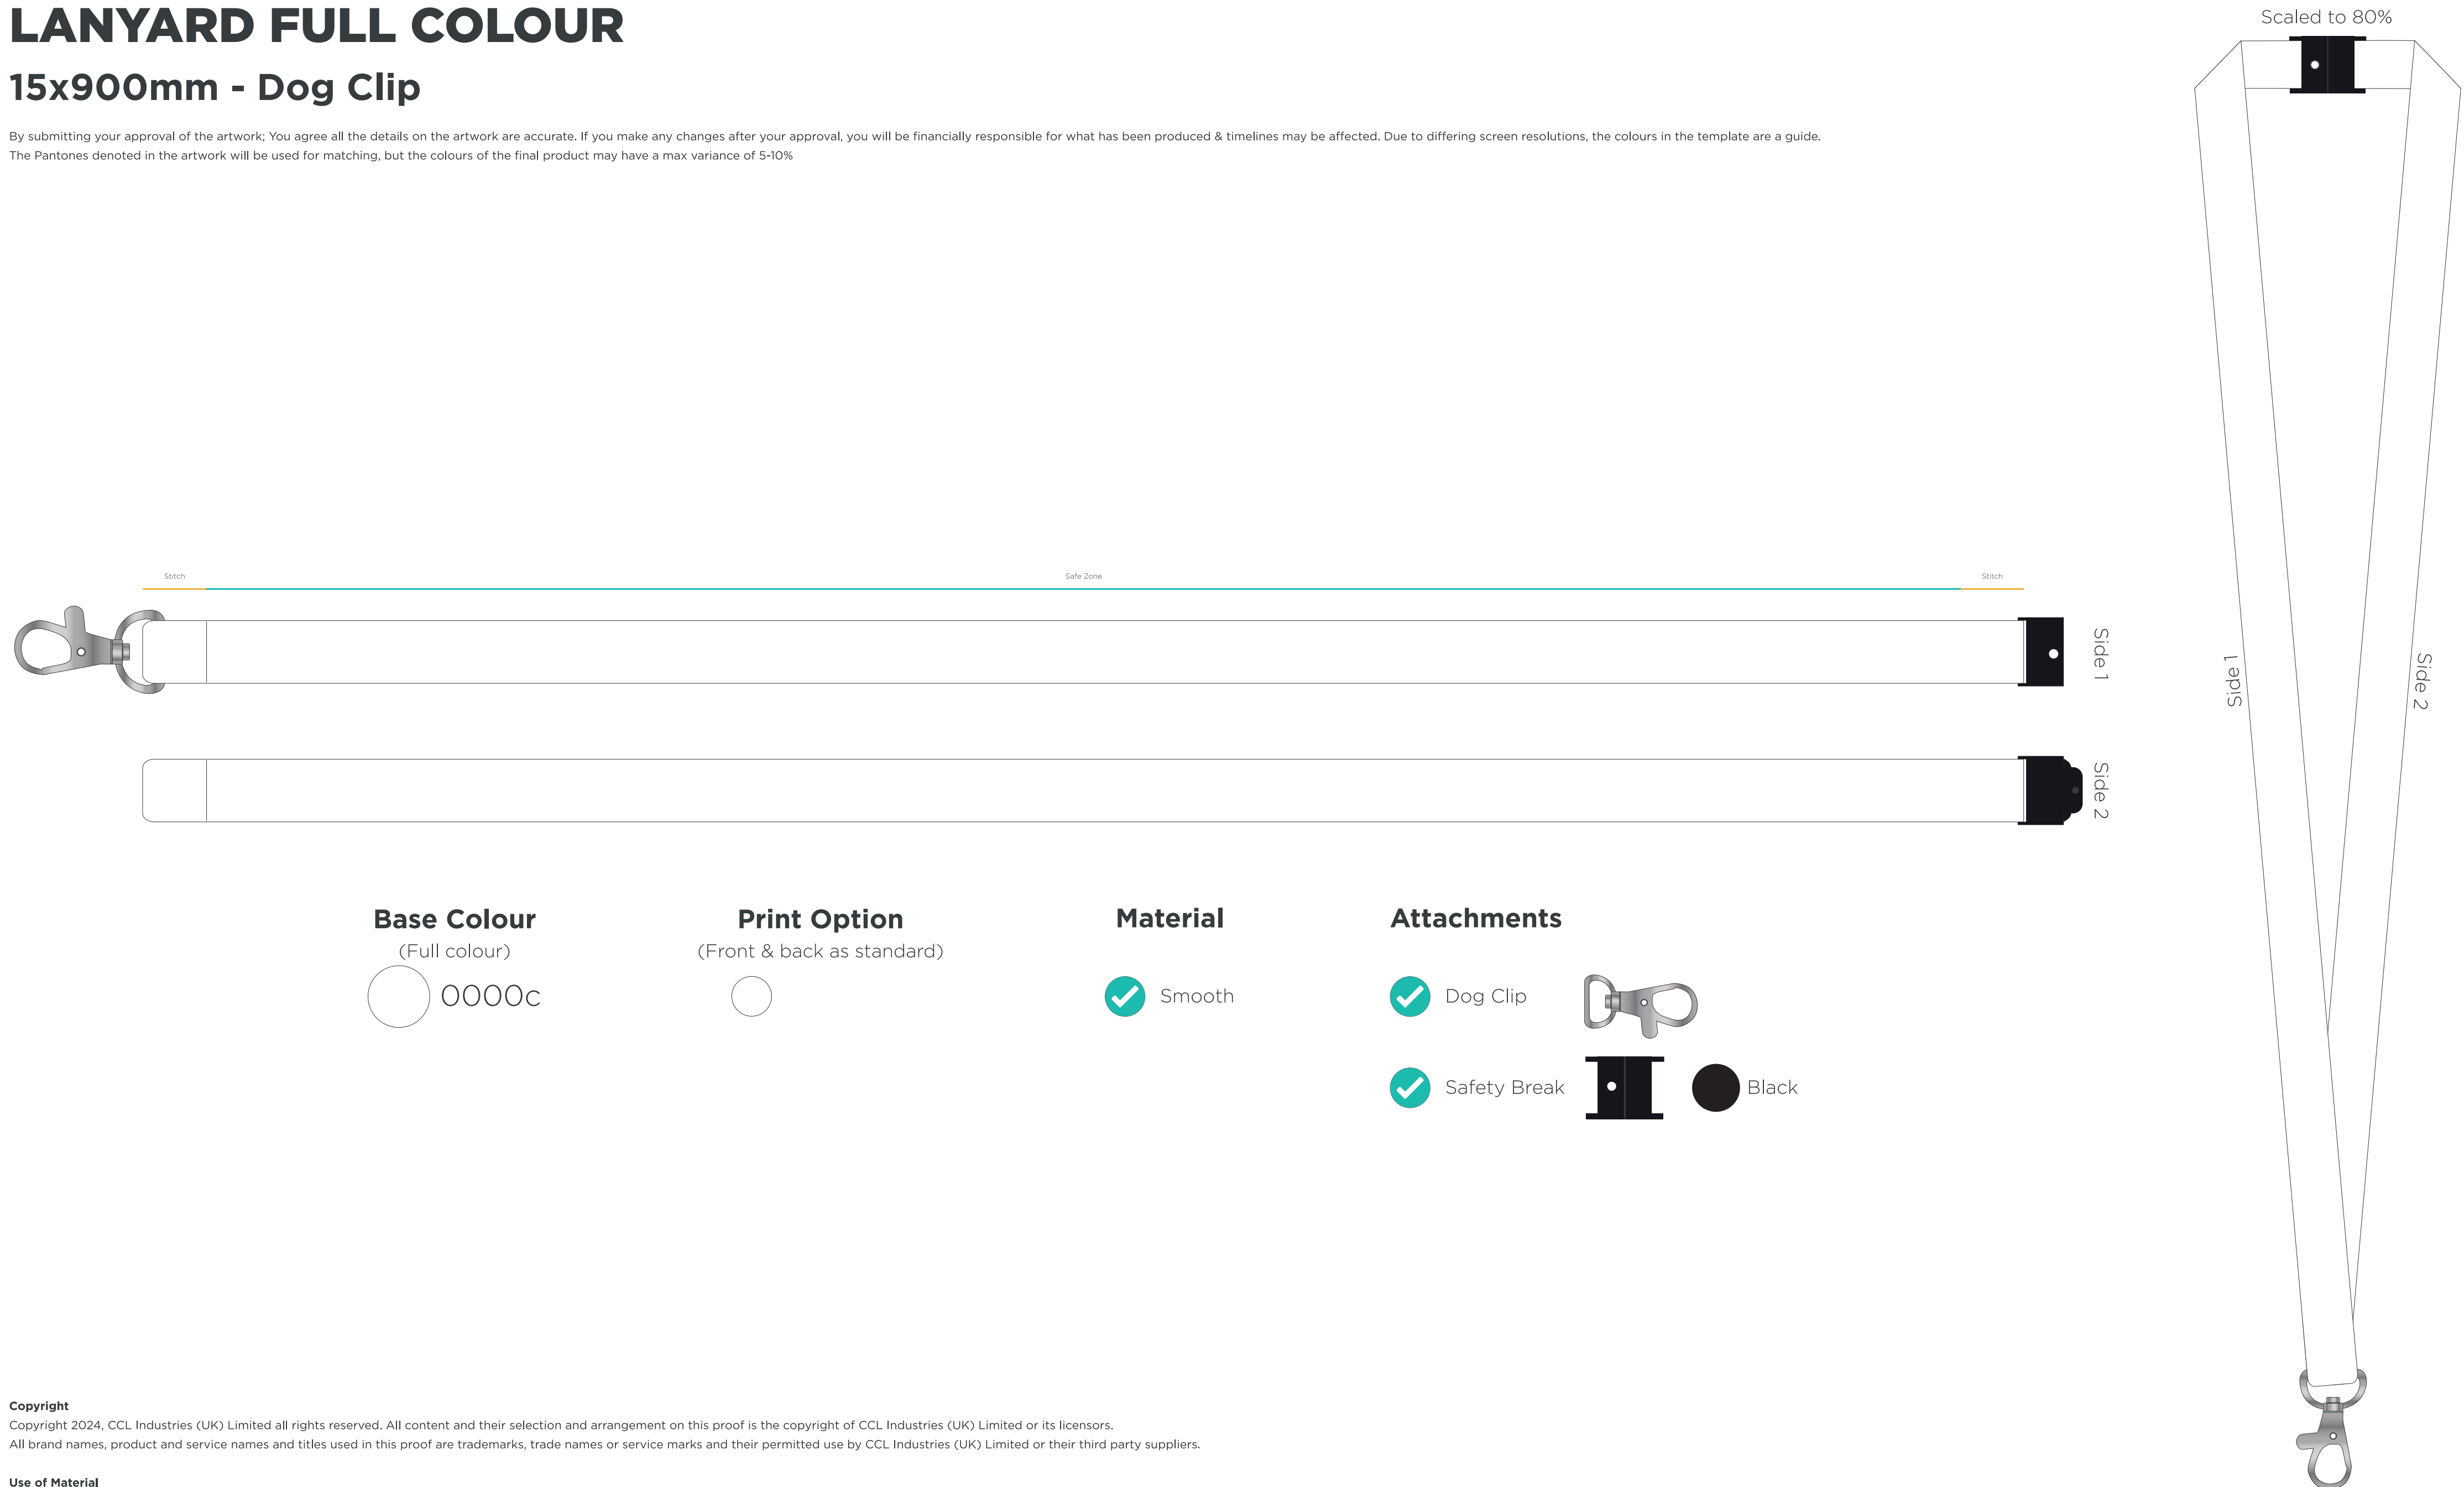 LANYARD FULL COLOUR
15x900mm - Dog Clip
By submitting your approval of the artwork; You agree all the details on the artwork are accurate. If you make any changes after your approval, you will be financially responsible for what has been produced & timelines may be affected. Due to differing screen resolutions, the colours in the template are a guide.
The Pantones denoted in the artwork will be used for matching, but the colours of the final product may have a max variance of 5-10%
Scaled to 80%
Stitch
Safe Zone
Stitch
Side 1
Side 2
Side 1
Side 2
Base Colour
(Full colour)
0000c
Print Option
(Front & back as standard)
Material
Smooth
Attachments
Dog Clip
Safety Break
Black
Copyright
Copyright 2024, CCL Industries (UK) Limited all rights reserved. All content and their selection and arrangement on this proof is the copyright of CCL Industries (UK) Limited or its licensors.
All brand names, product and service names and titles used in this proof are trademarks, trade names or service marks and their permitted use by CCL Industries (UK) Limited or their third party suppliers.
Use of Material